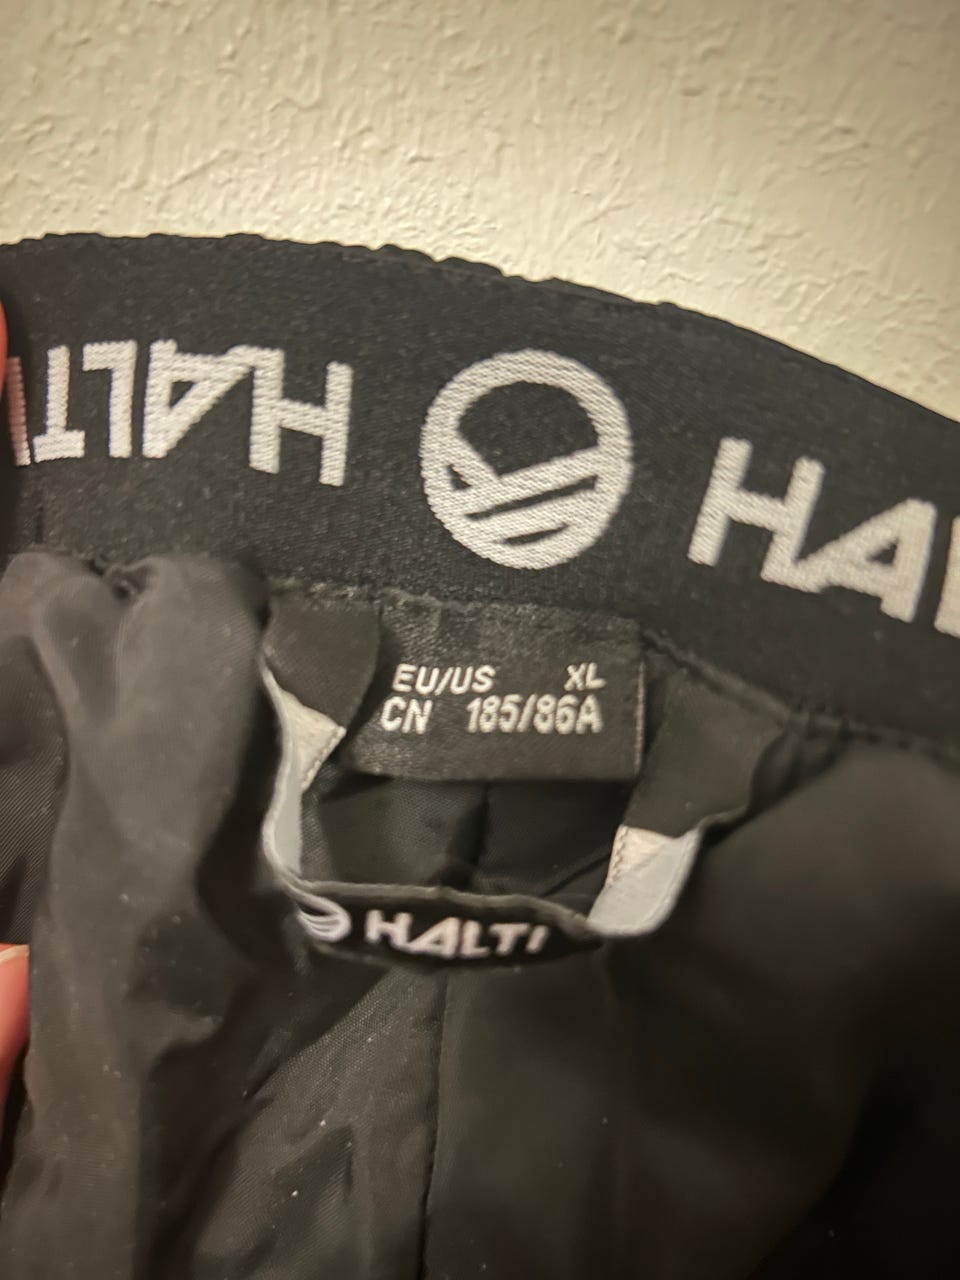 HALTI
HAL
EU/US XL
CN 185/86A
HALTI